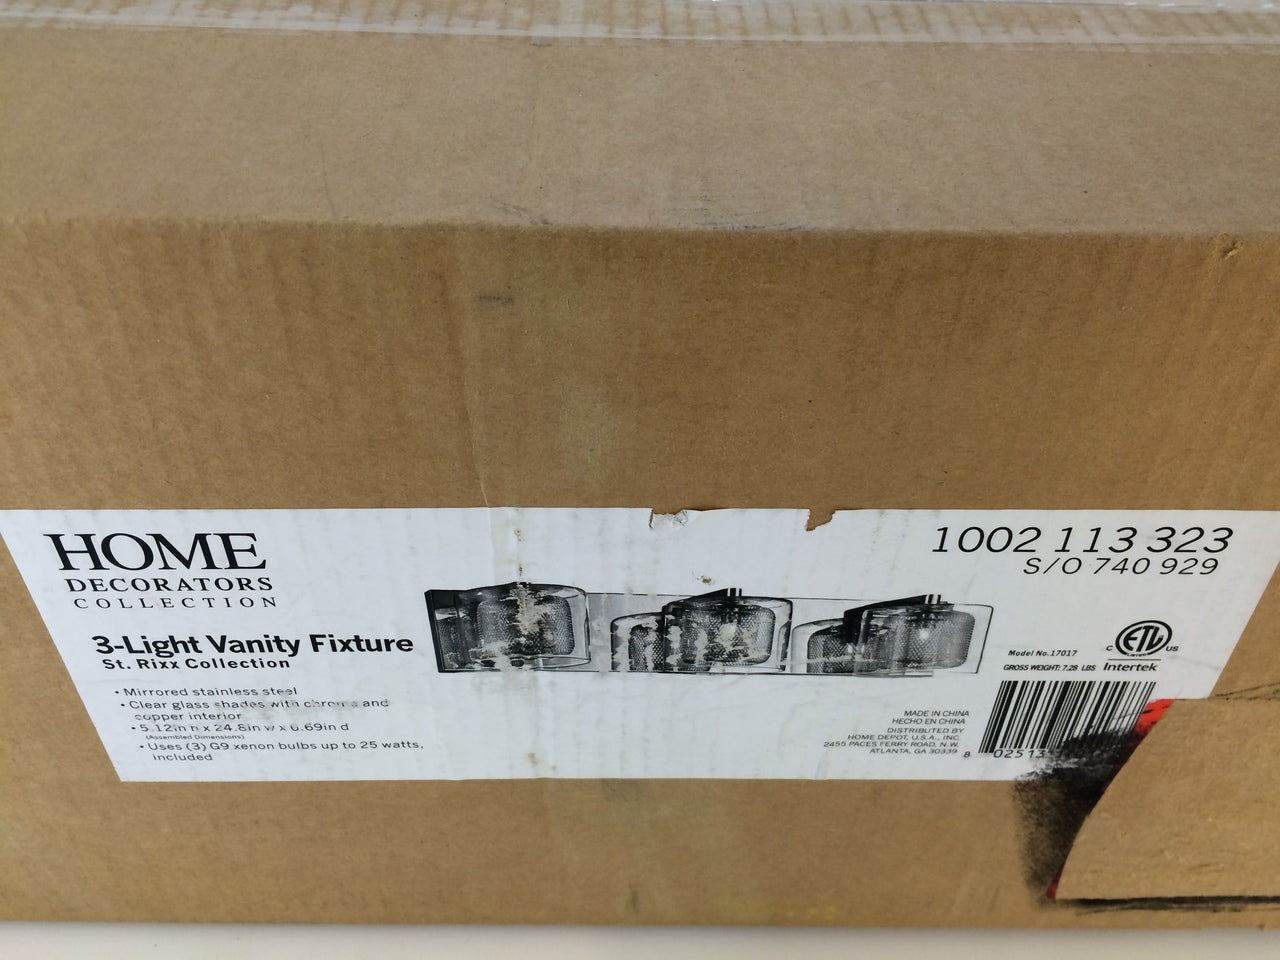 HOME
DECORATORS
COLLECTION
3-Light Vanity Fixture
St. Rixx Collection
• Mirrored stainless steel
• Clear glass shades with chrome and
copper interior
• 5.12in h x 24.8in w x 6.69in d
(Assembled Dimensions)
• Uses (3) G9 xenon bulbs up to 25 watts,
included
1002 113 323
S/O 740 929
Model No.17017
GROSS WEIGHT: 7.28 LBS
C ETL US
Intertek
MADE IN CHINA
HECHO EN CHINA
DISTRIBUTED BY
HOME DEPOT, U.S.A., INC.
2455 PACES FERRY ROAD, N.W.
ATLANTA, GA 30339
8